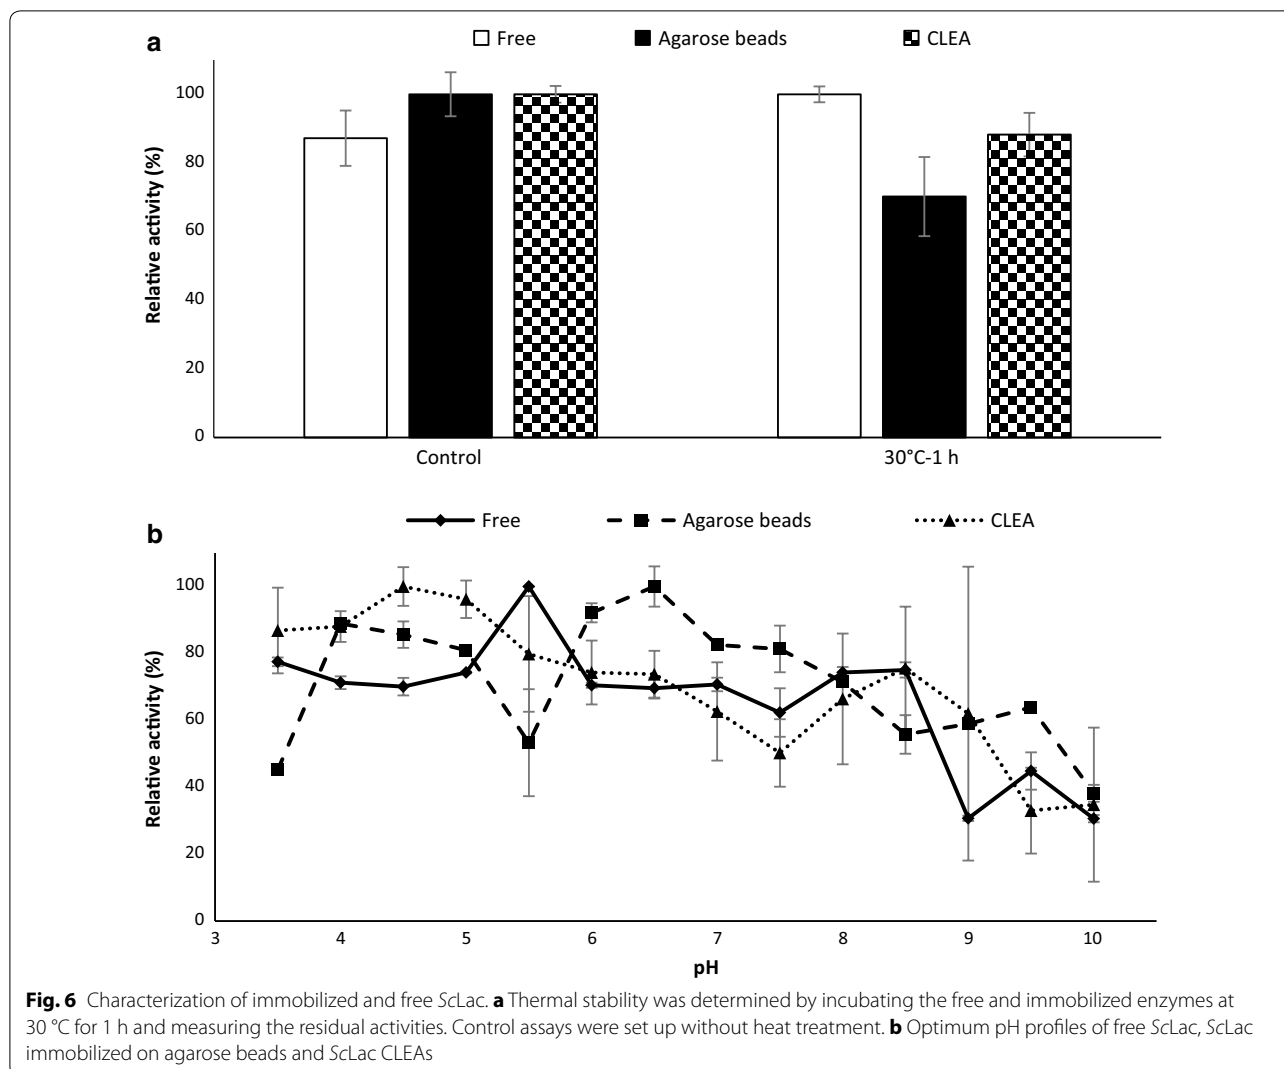 a
Free Agarose beads CLEA
Relative activity (%)
100
80
60
40
20
0
Control 30°C-1 h
b
Free Agarose beads CLEA
Relative activity (%)
100
80
60
40
20
0
3 4 5 6 7 8 9 10
pH
Fig. 6 Characterization of immobilized and free ScLac. a Thermal stability was determined by incubating the free and immobilized enzymes at
30 °C for 1 h and measuring the residual activities. Control assays were set up without heat treatment. b Optimum pH profiles of free ScLac, ScLac
immobilized on agarose beads and ScLac CLEAs